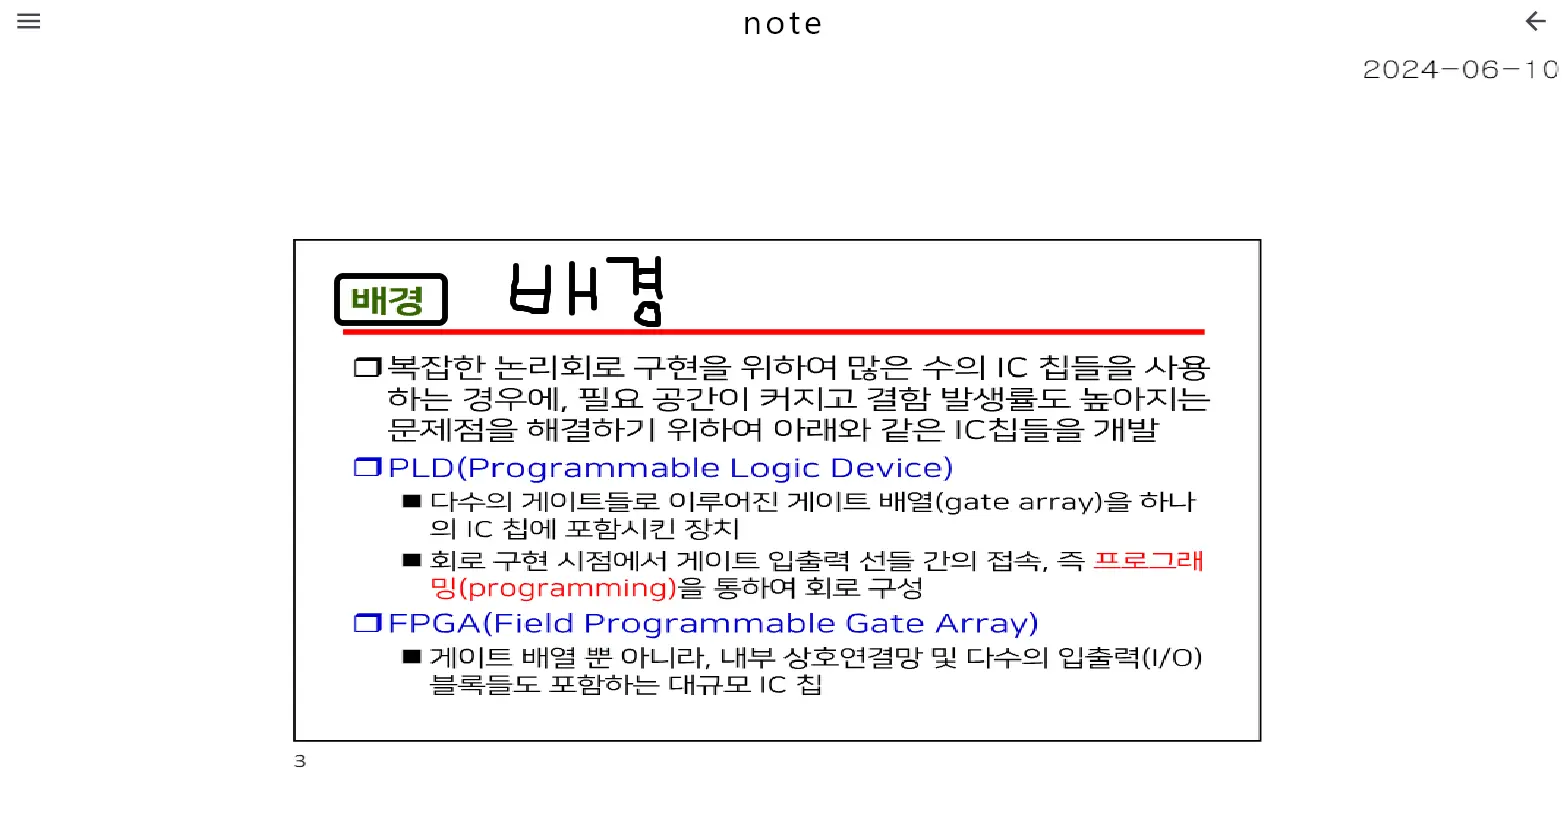 note
2024-06-10
배경 배경
복잡한 논리회로 구현을 위하여 많은 수의 IC 칩들을 사용
하는 경우에, 필요 공간이 커지고 결함 발생률도 높아지는
문제점을 해결하기 위하여 아래와 같은 IC칩들을 개발
PLD(Programmable Logic Device)
다수의 게이트들로 이루어진 게이트 배열(gate array)을 하나
의 IC 칩에 포함시킨 장치
회로 구현 시점에서 게이트 입출력 선들 간의 접속, 즉 프로그래
밍(programming)을 통하여 회로 구성
FPGA(Field Programmable Gate Array)
게이트 배열 뿐 아니라, 내부 상호연결망 및 다수의 입출력(I/O)
블록들도 포함하는 대규모 IC 칩
3